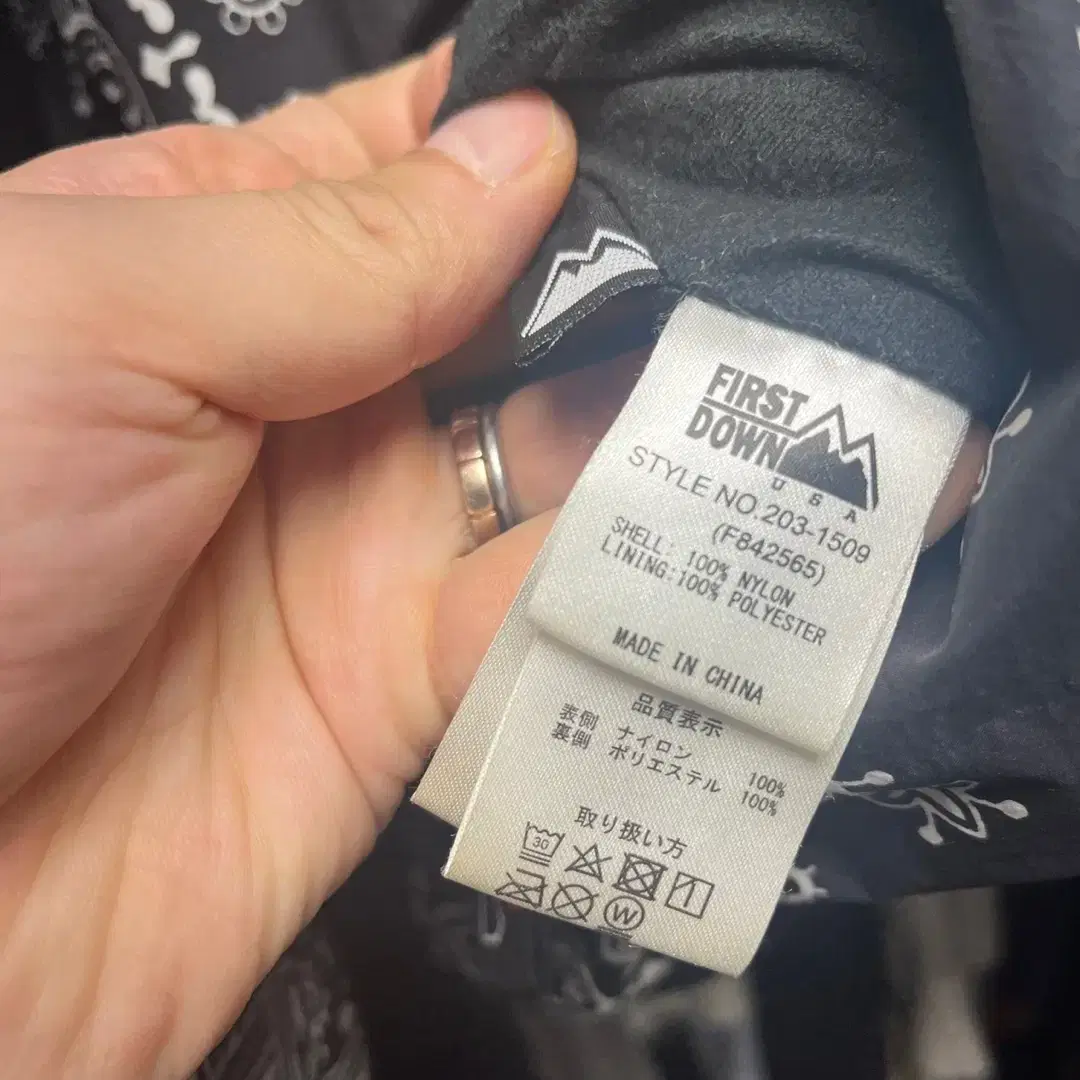 FIRST
DOWN
USA
STYLE NO.203-1509
(F842565)
SHELL: 100% NYLON
LINING:100% POLYESTER
MADE IN CHINA
品質表示
表側 ナイロン 100%
裏側 ポリエステル 100%
取り扱い方
30
W